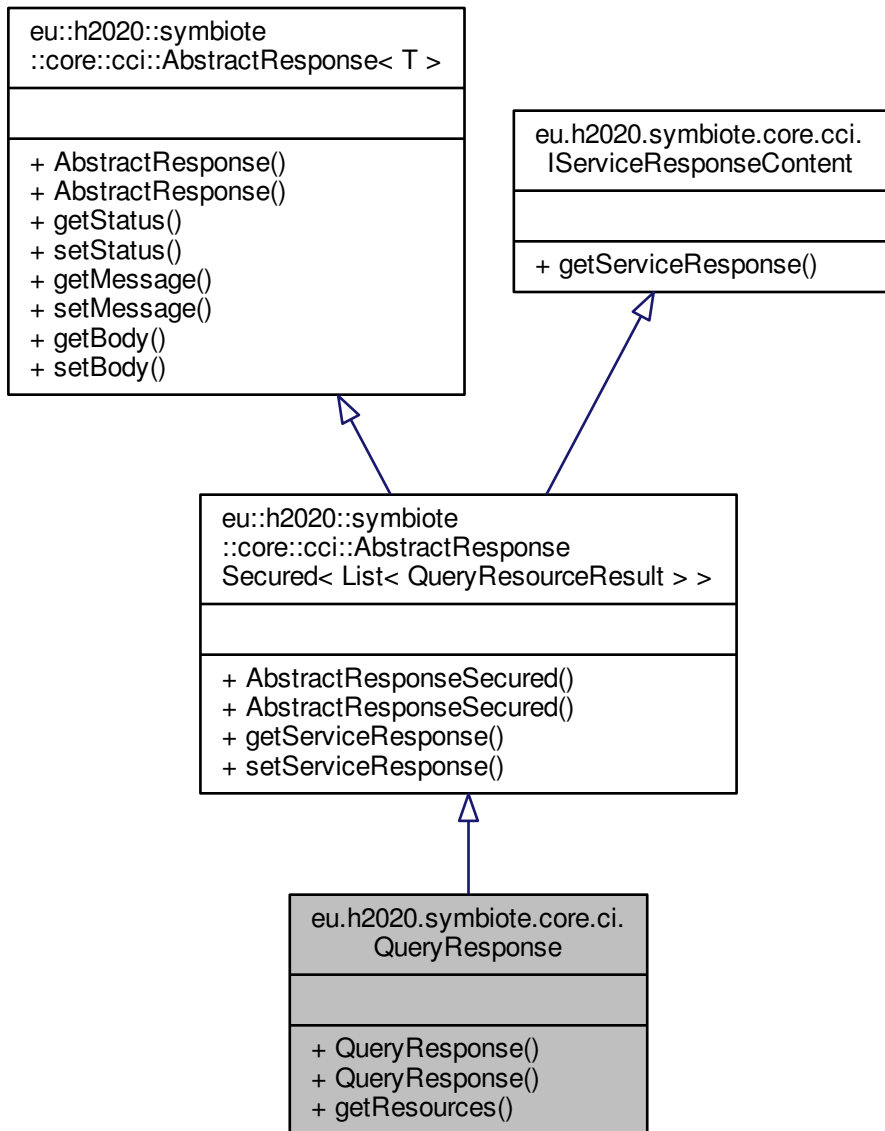 eu::h2020::symbiote
::core::cci::AbstractResponse< T >
+ AbstractResponse()
+ AbstractResponse()
+ getStatus()
+ setStatus()
+ getMessage()
+ setMessage()
+ getBody()
+ setBody()
eu.h2020.symbiote.core.cci.
IServiceResponseContent
+ getServiceResponse()
eu::h2020::symbiote
::core::cci::AbstractResponse
Secured< List< QueryResourceResult > >
+ AbstractResponseSecured()
+ AbstractResponseSecured()
+ getServiceResponse()
+ setServiceResponse()
eu.h2020.symbiote.core.ci.
QueryResponse
+ QueryResponse()
+ QueryResponse()
+ getResources()